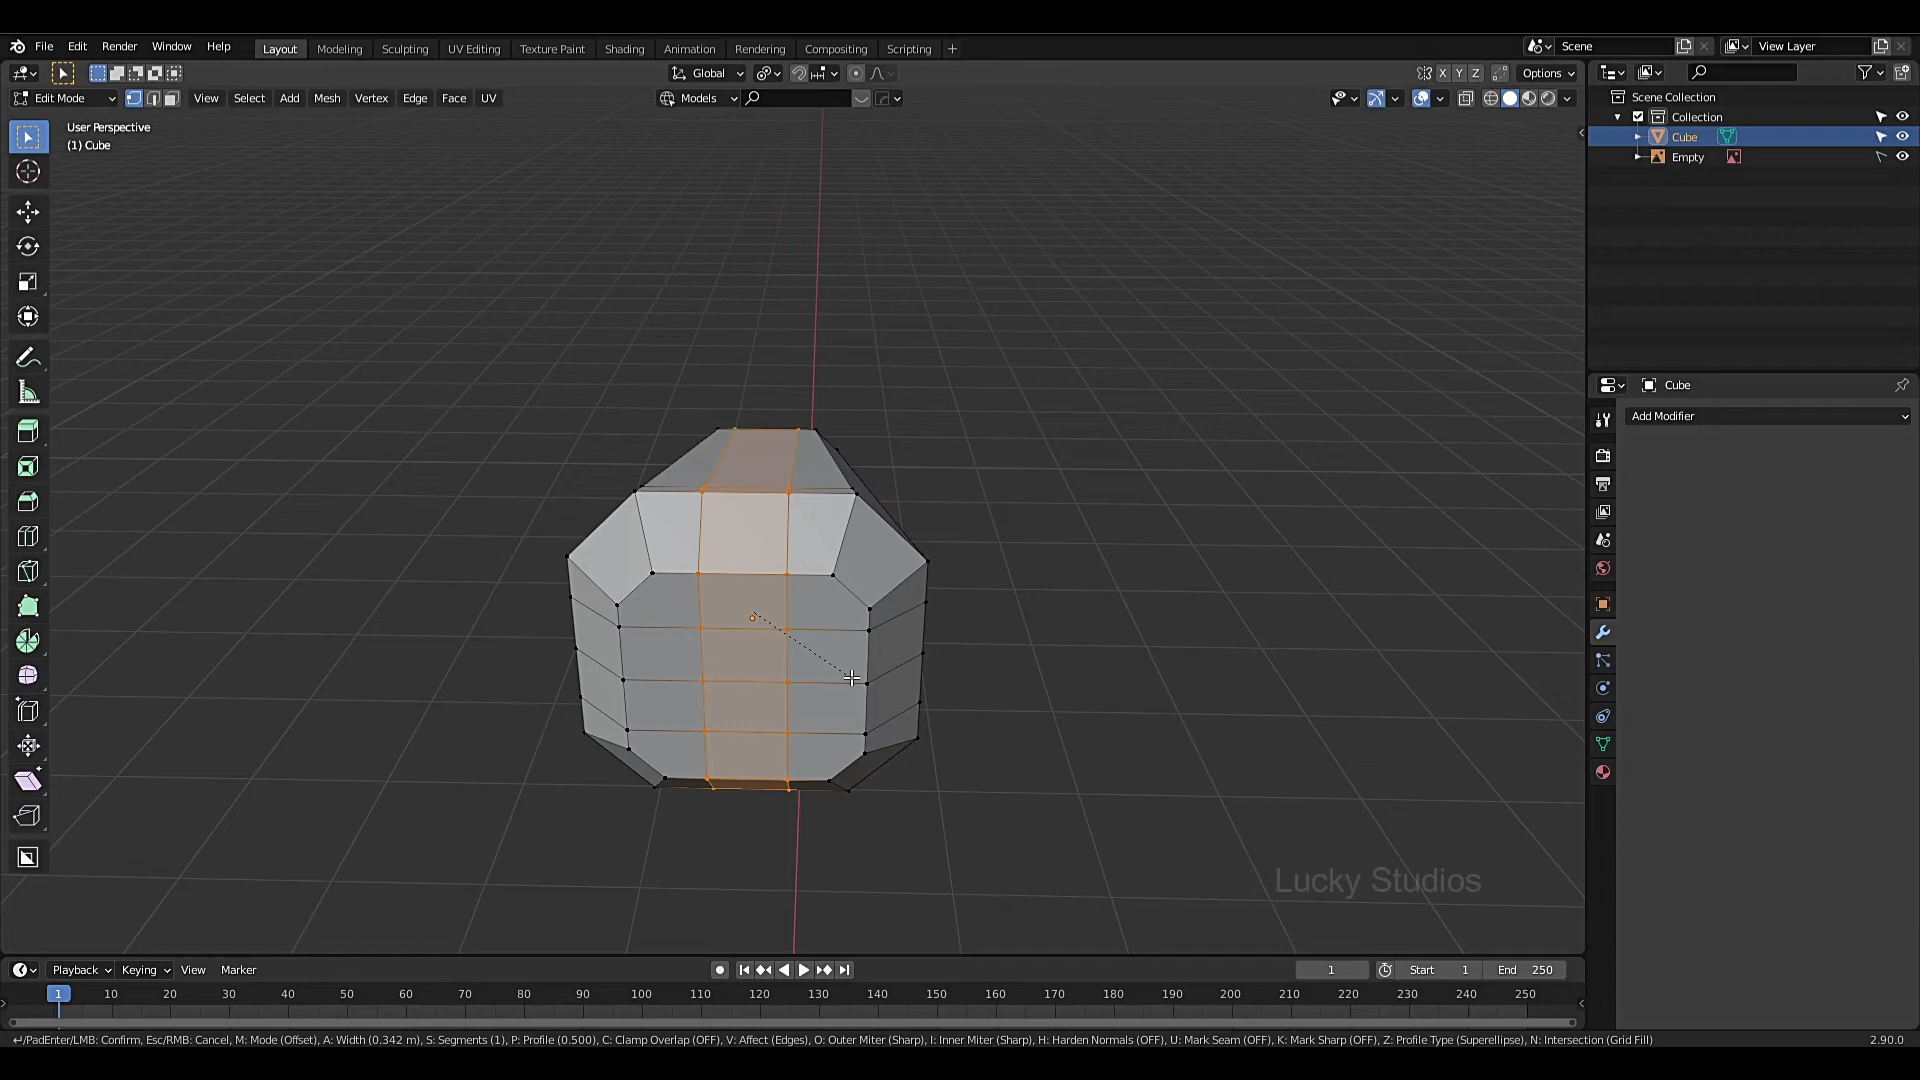 File Edit Render Window Help Layout Modeling Sculpting UV Editing Texture Paint Shading Animation Rendering Compositing Scripting + Scene View Layer
Global X Y Z Options
Edit Mode View Select Add Mesh Vertex Edge Face UV Models
User Perspective
(1) Cube
Scene Collection
Collection
Cube
Empty
Cube
Add Modifier
Lucky Studios
Playback Keying View Marker 1 Start 1 End 250
1 10 20 30 40 50 60 70 80 90 100 110 120 130 140 150 160 170 180 190 200 210 220 230 240 250
↵/PadEnter/LMB: Confirm, Esc/RMB: Cancel, M: Mode (Offset), A: Width (0.342 m), S: Segments (1), P: Profile (0.500), C: Clamp Overlap (OFF), V: Affect (Edges), O: Outer Miter (Sharp), I: Inner Miter (Sharp), H: Harden Normals (OFF), U: Mark Seam (OFF), K: Mark Sharp (OFF), Z: Profile Type (Superellipse), N: Intersection (Grid Fill) 2.90.0